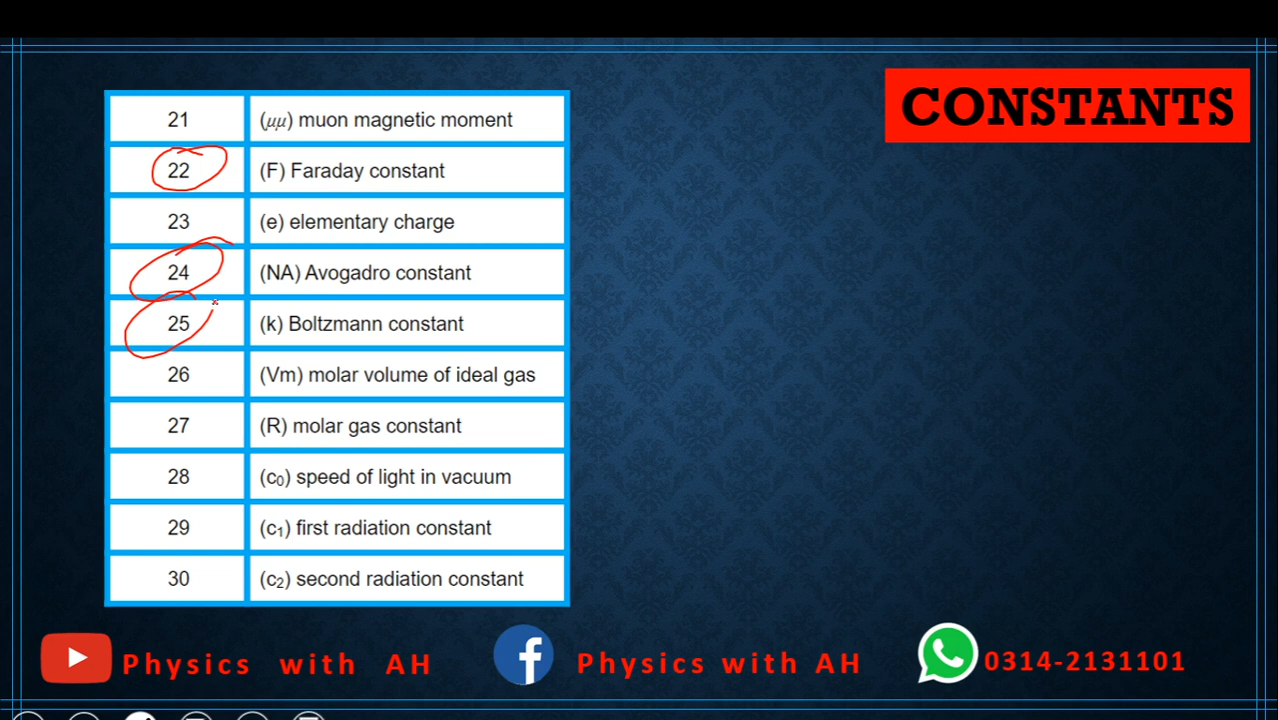 CONSTANTS
21 (𝜇𝜇) muon magnetic moment
22 (F) Faraday constant
23 (e) elementary charge
24 (NA) Avogadro constant
25 (k) Boltzmann constant
26 (Vm) molar volume of ideal gas
27 (R) molar gas constant
28 (c₀) speed of light in vacuum
29 (c₁) first radiation constant
30 (c₂) second radiation constant
Physics with AH Physics with AH 0314-2131101